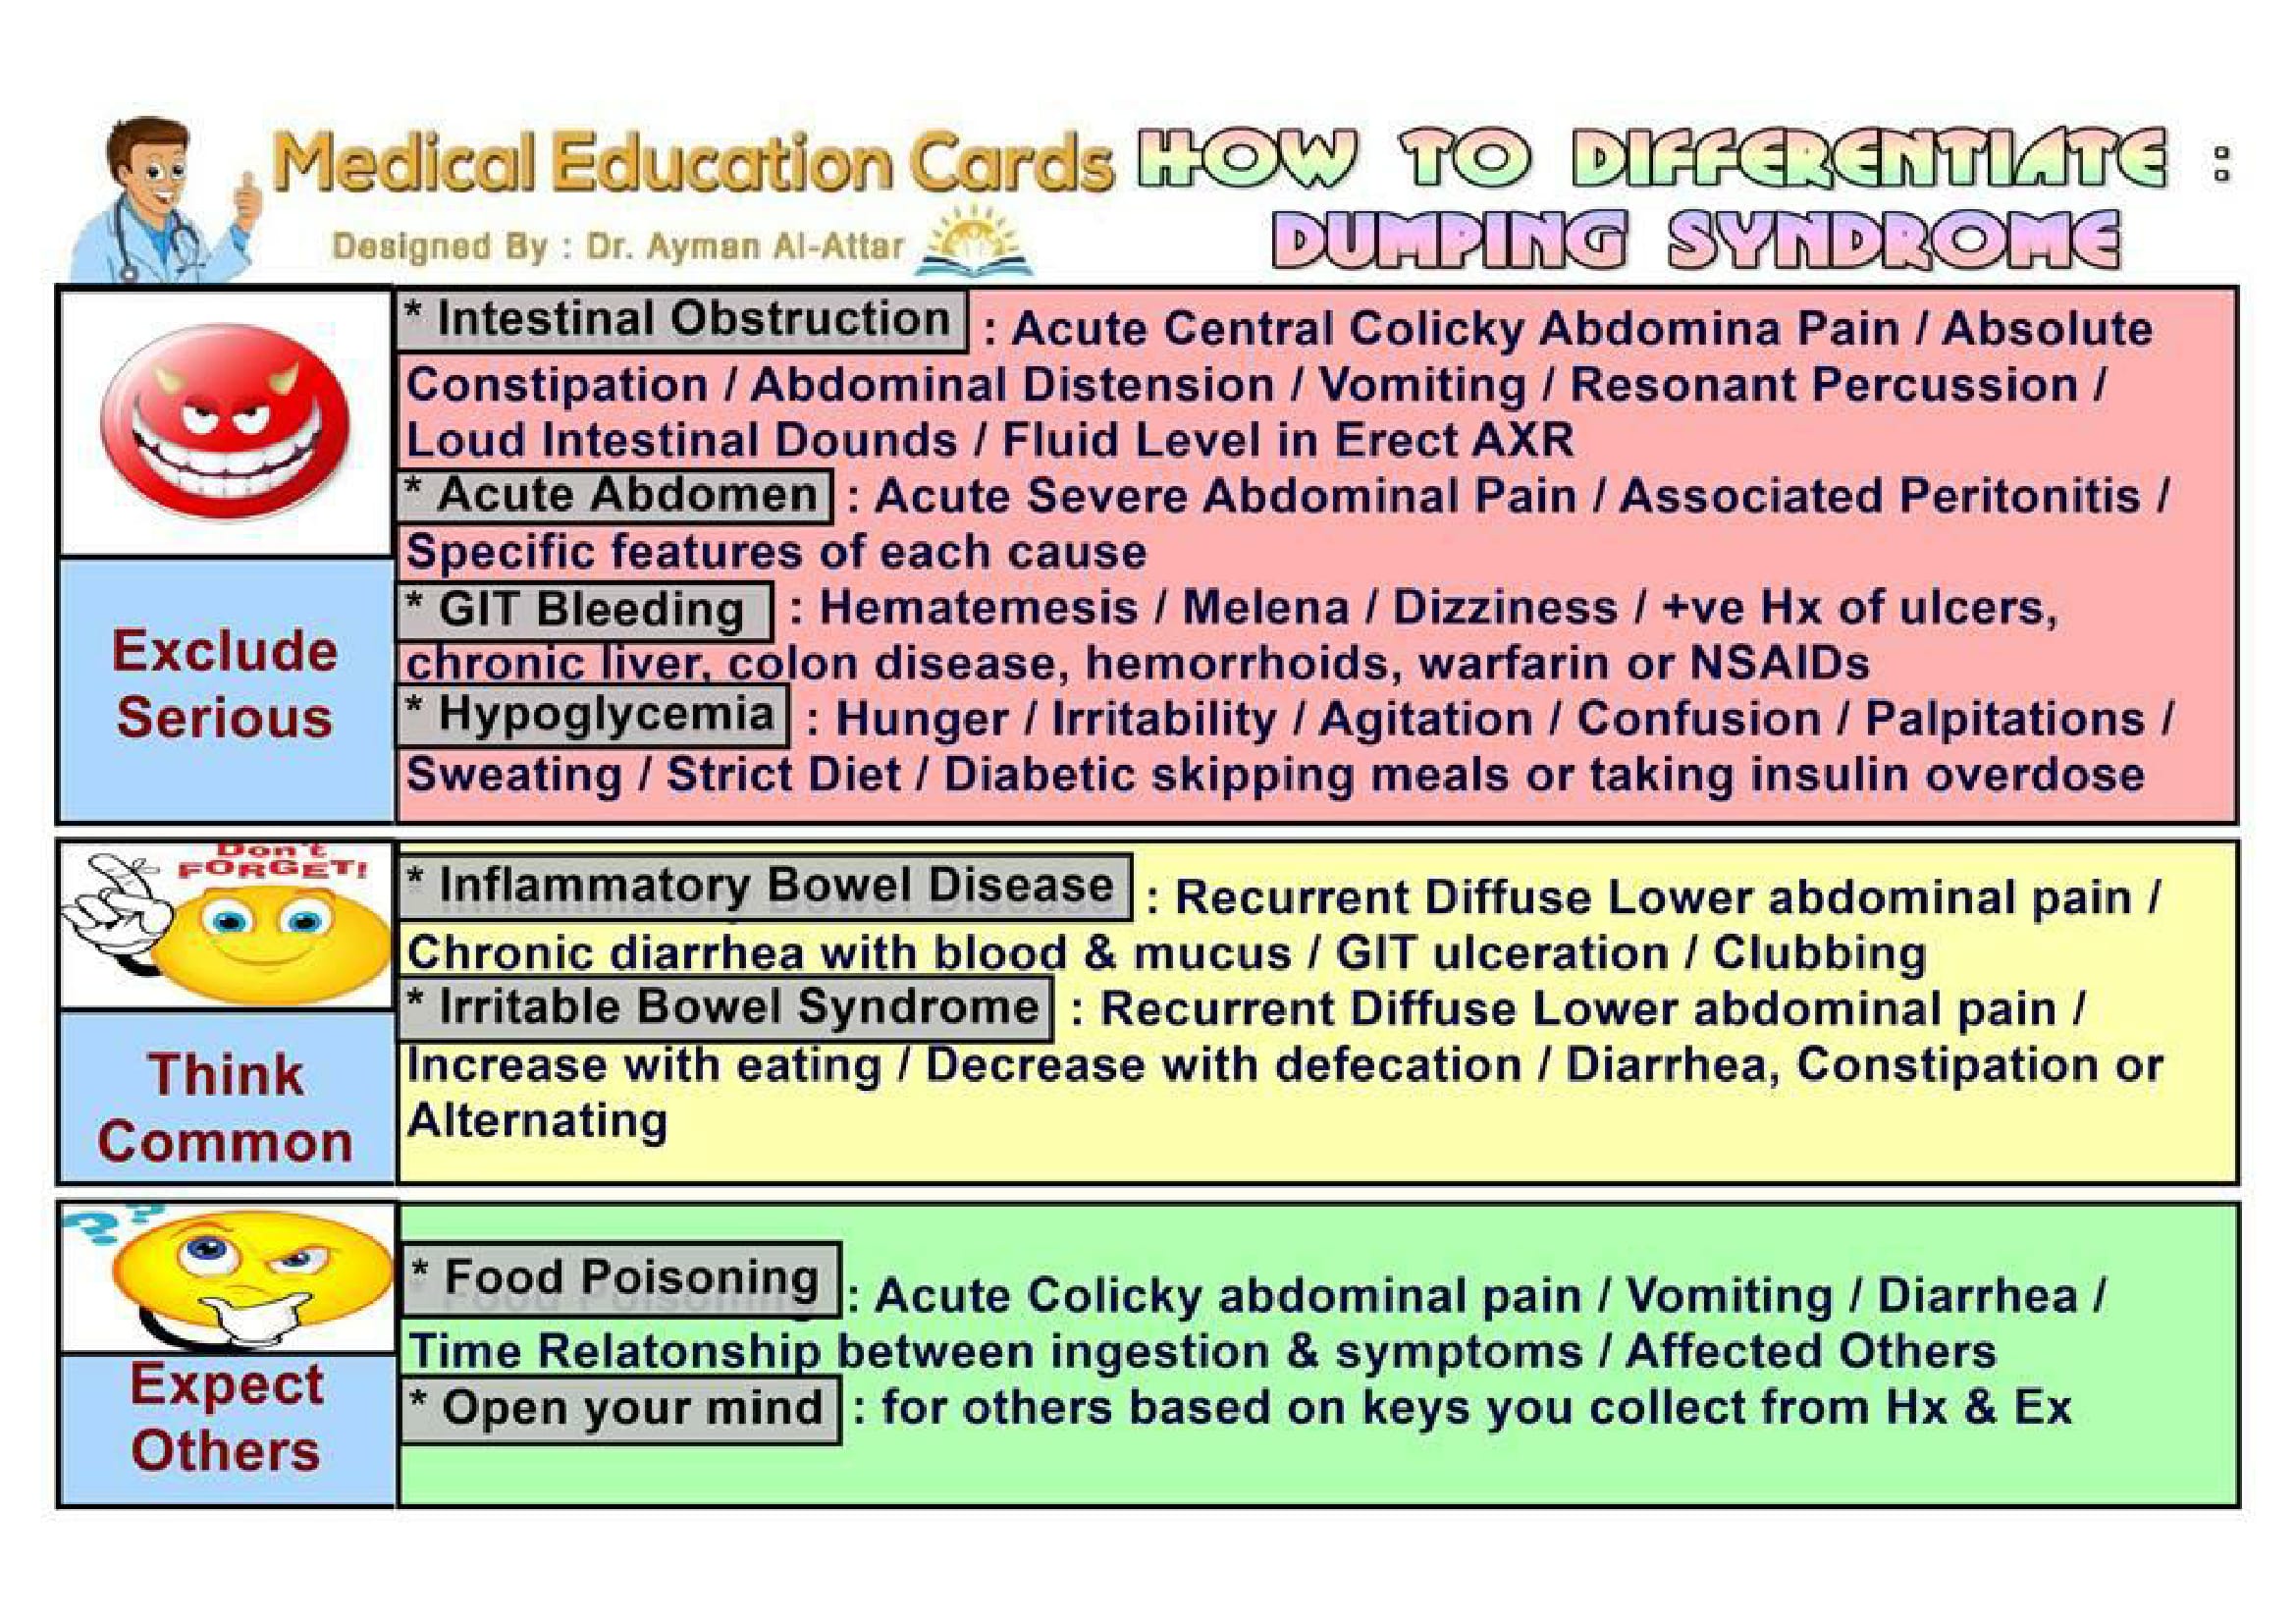 Medical Education Cards
Designed By : Dr. Ayman Al-Attar
HOW TO DIFFERENTIATE :
DUMPING SYNDROME
Exclude
Serious
* Intestinal Obstruction : Acute Central Colicky Abdomina Pain / Absolute
Constipation / Abdominal Distension / Vomiting / Resonant Percussion /
Loud Intestinal Dounds / Fluid Level in Erect AXR
* Acute Abdomen : Acute Severe Abdominal Pain / Associated Peritonitis /
Specific features of each cause
* GIT Bleeding : Hematemesis / Melena / Dizziness / +ve Hx of ulcers,
chronic liver, colon disease, hemorrhoids, warfarin or NSAIDs
* Hypoglycemia : Hunger / Irritability / Agitation / Confusion / Palpitations /
Sweating / Strict Diet / Diabetic skipping meals or taking insulin overdose
Don't
FORGET!
Think
Common
* Inflammatory Bowel Disease : Recurrent Diffuse Lower abdominal pain /
Chronic diarrhea with blood & mucus / GIT ulceration / Clubbing
* Irritable Bowel Syndrome : Recurrent Diffuse Lower abdominal pain /
Increase with eating / Decrease with defecation / Diarrhea, Constipation or
Alternating
??
Expect
Others
* Food Poisoning : Acute Colicky abdominal pain / Vomiting / Diarrhea /
Time Relatonship between ingestion & symptoms / Affected Others
* Open your mind : for others based on keys you collect from Hx & Ex